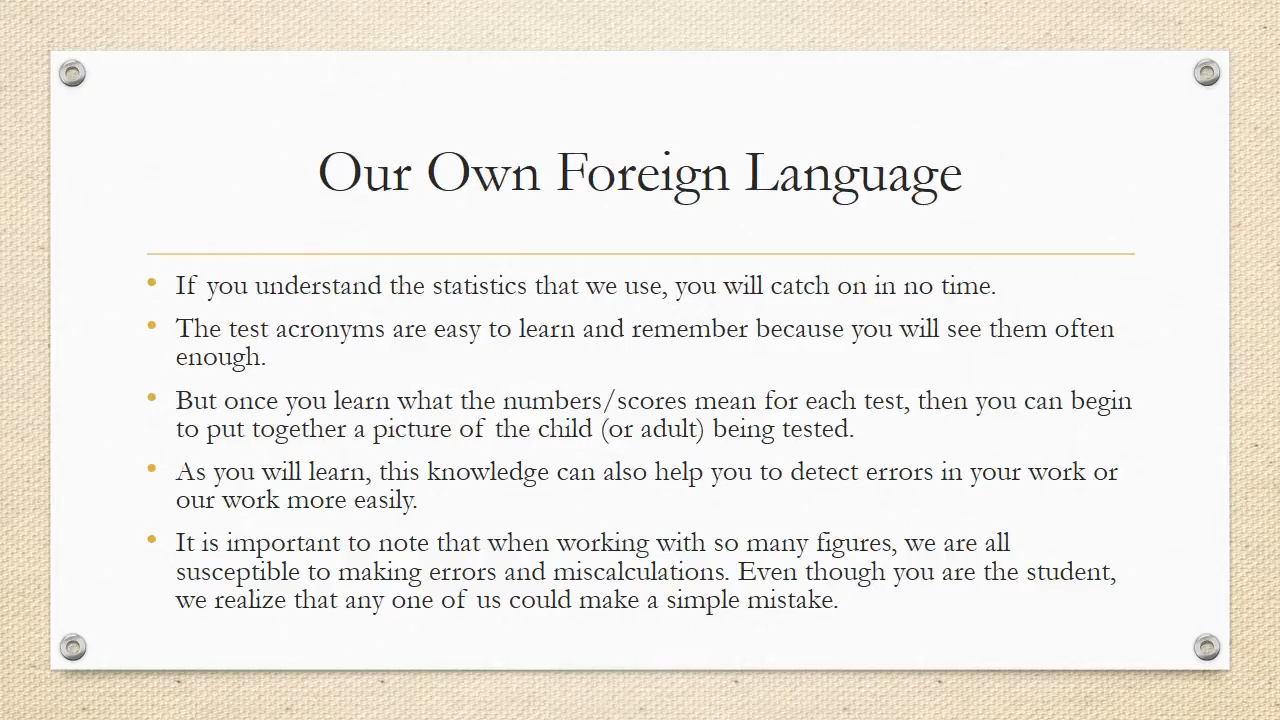 Our Own Foreign Language
• If you understand the statistics that we use, you will catch on in no time.
• The test acronyms are easy to learn and remember because you will see them often
enough.
• But once you learn what the numbers/scores mean for each test, then you can begin
to put together a picture of the child (or adult) being tested.
• As you will learn, this knowledge can also help you to detect errors in your work or
our work more easily.
• It is important to note that when working with so many figures, we are all
susceptible to making errors and miscalculations. Even though you are the student,
we realize that any one of us could make a simple mistake.